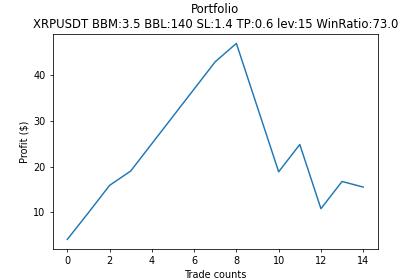 Portfolio
XRPUSDT BBM:3.5 BBL:140 SL:1.4 TP:0.6 lev:15 WinRatio:73.0
Profit ($)
40
30
20
10
0 2 4 6 8 10 12 14
Trade counts